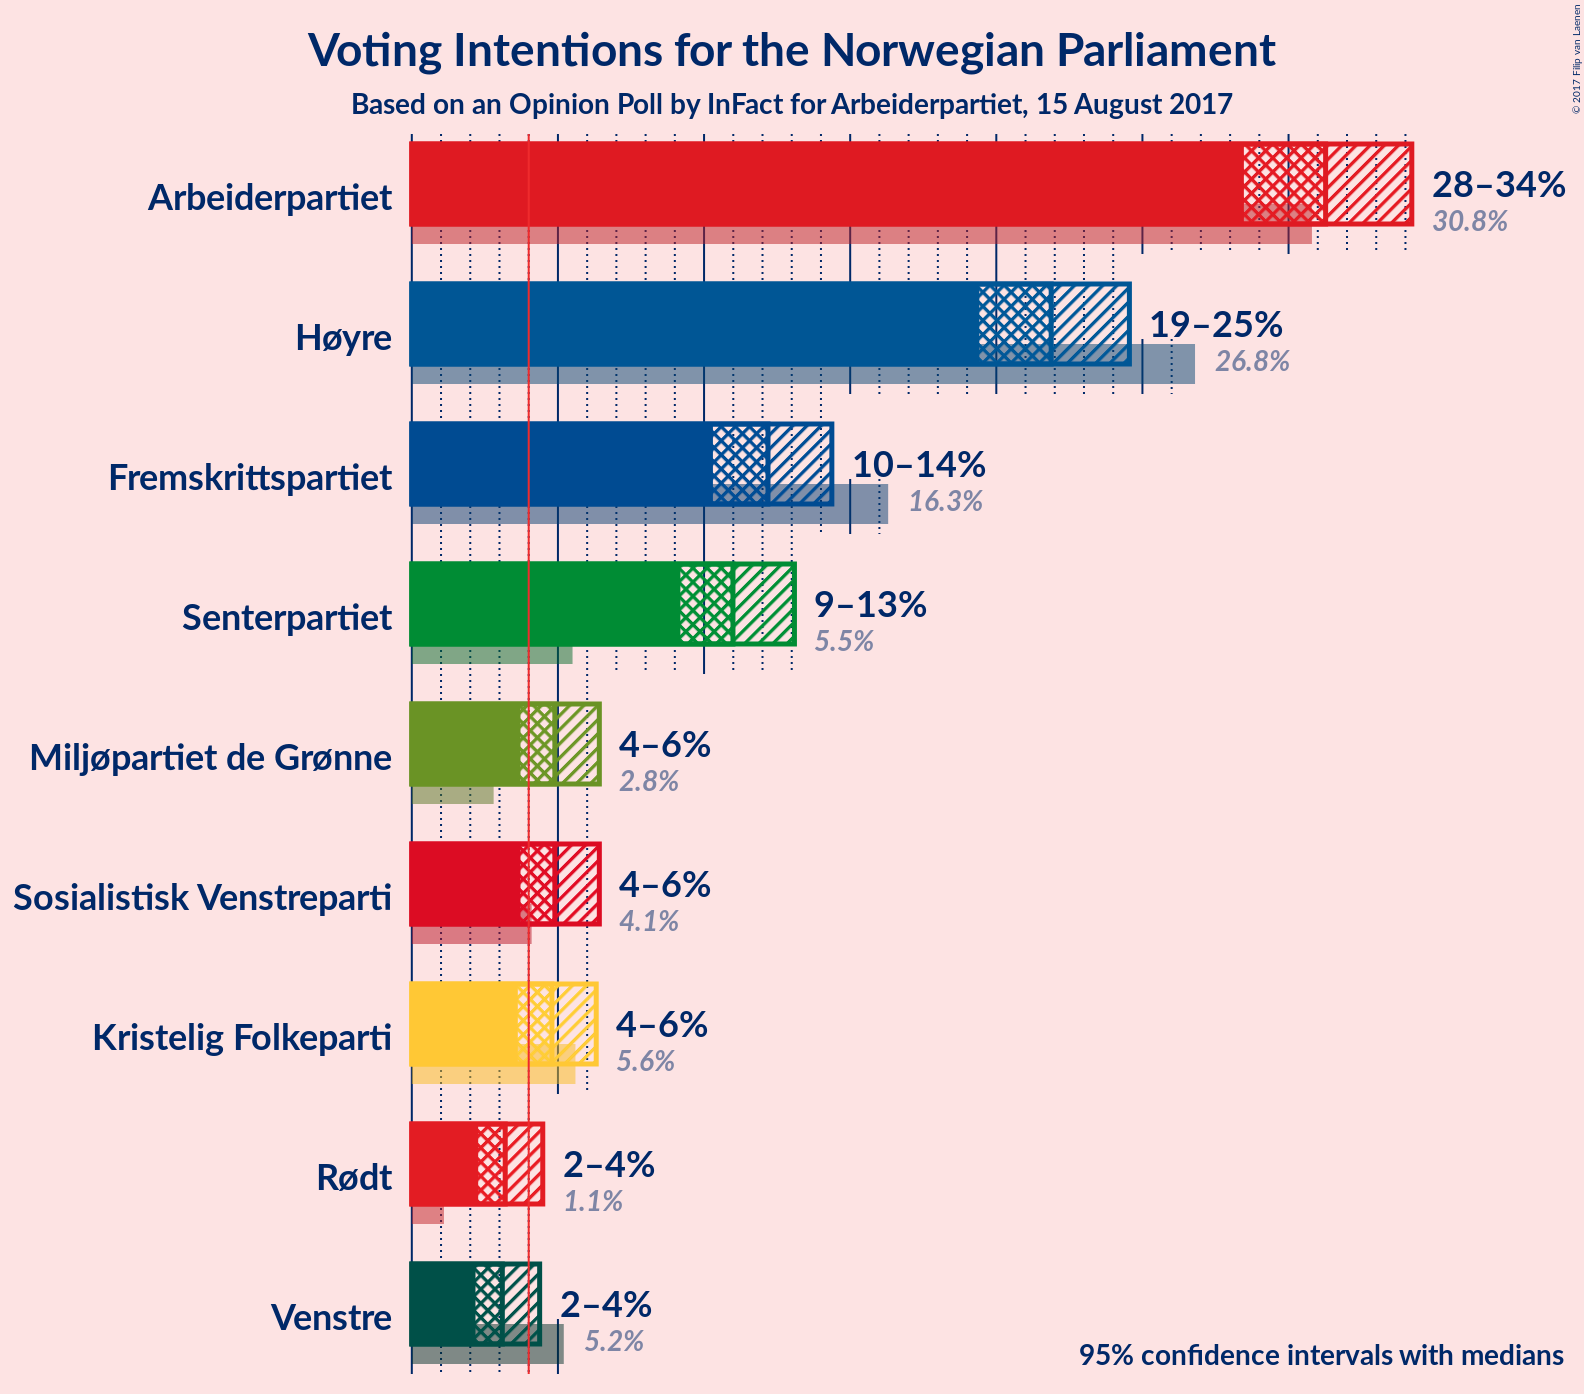 Voting Intentions for the Norwegian Parliament
Based on an Opinion Poll by InFact for Arbeiderpartiet, 15 August 2017
© 2017 Filip van Laenen
Arbeiderpartiet
28–34%
30.8%
Høyre
19–25%
26.8%
Fremskrittspartiet
10–14%
16.3%
Senterpartiet
9–13%
5.5%
Miljøpartiet de Grønne
4–6%
2.8%
Sosialistisk Venstreparti
4–6%
4.1%
Kristelig Folkeparti
4–6%
5.6%
Rødt
2–4%
1.1%
Venstre
2–4%
5.2%
95% confidence intervals with medians